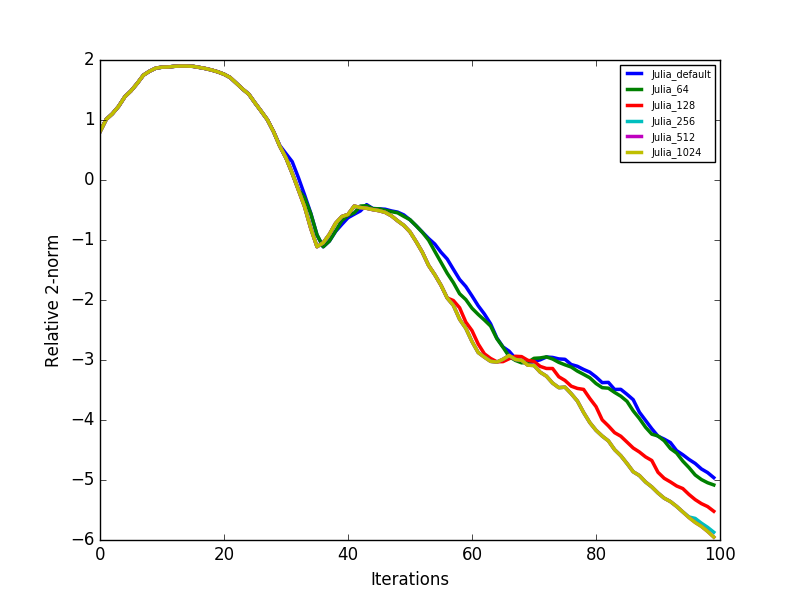 2
1
0
−1
−2
−3
−4
−5
−6
Relative 2-norm
0 20 40 60 80 100
Iterations
Julia_default
Julia_64
Julia_128
Julia_256
Julia_512
Julia_1024